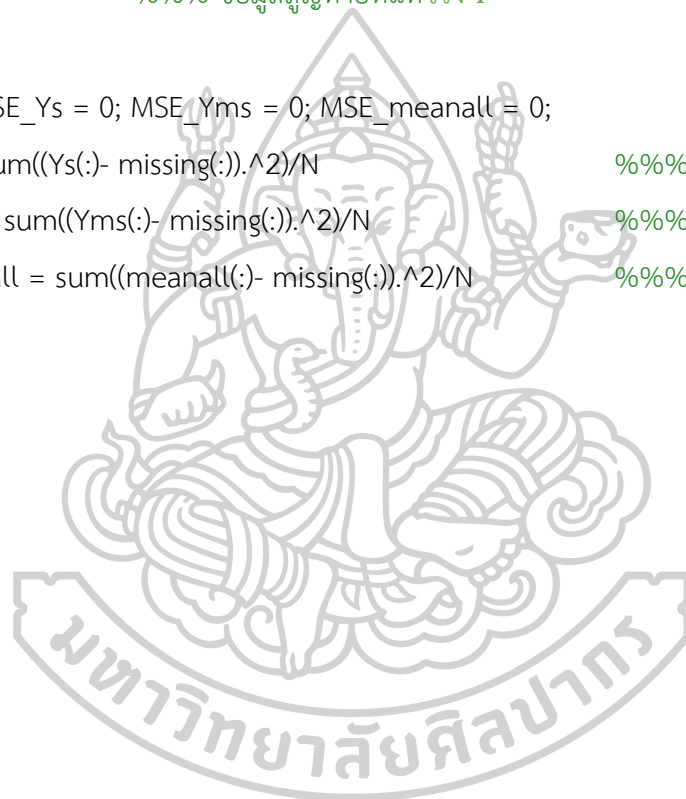 SE_Ys = 0; MSE_Yms = 0; MSE_meanall = 0;
um((Ys(:)- missing(:)).^2)/N %%%
sum((Yms(:)- missing(:)).^2)/N %%%
ll = sum((meanall(:)- missing(:)).^2)/N %%%
มหาวิทยาลัยศิลปากร